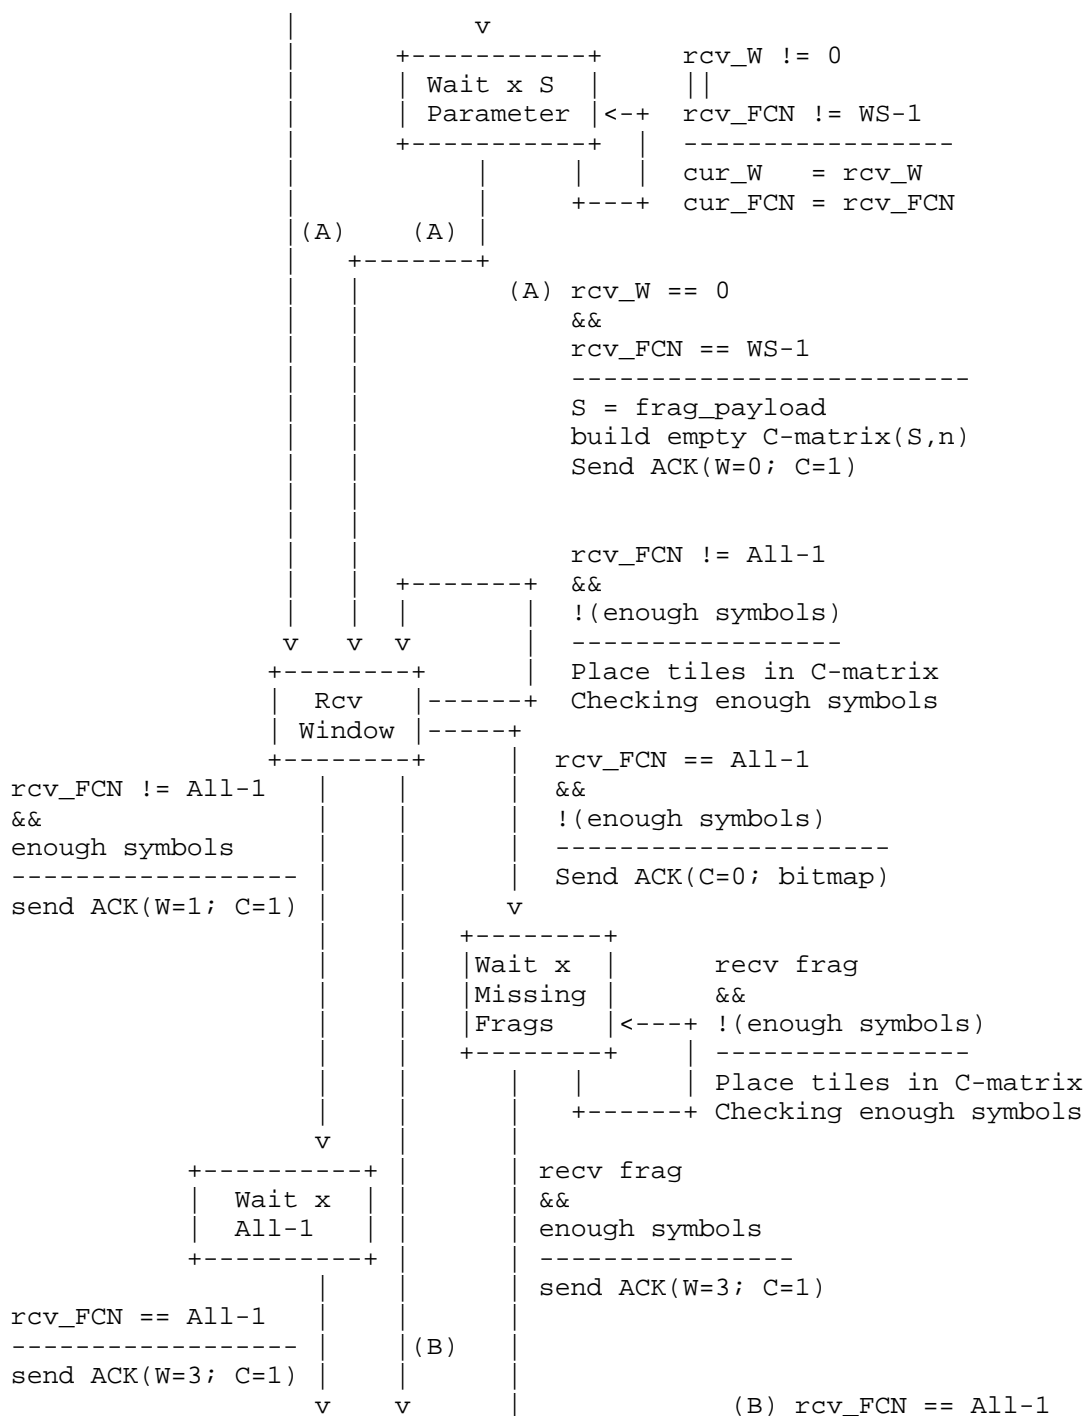 |           v
                  |      +-----------+     rcv_W != 0
                  |      | Wait x S  |     ||
                  |      | Parameter |<-+  rcv_FCN != WS-1
                  |      +-----------+  |  -----------------
                  |           |     |   |  cur_W   = rcv_W
                  |           |     +---+  cur_FCN = rcv_FCN
                  |(A)    (A) |
                  |   +-------+
                  |   |         (A) rcv_W == 0
                  |   |             &&
                  |   |             rcv_FCN == WS-1
                  |   |             -------------------------
                  |   |             S = frag_payload
                  |   |             build empty C-matrix(S,n)
                  |   |             Send ACK(W=0; C=1)
                  |   |
                  |   |
                  |   |             rcv_FCN != All-1
                  |   |  +-------+  &&
                  |   |  |       |  !(enough symbols)
                  v   v  v       |  -----------------
                 +--------+      |  Place tiles in C-matrix
                 |  Rcv   |------+  Checking enough symbols
                 | Window |-----+
                 +--------+     |  rcv_FCN == All-1
rcv_FCN != All-1   |    |       |  &&
&&                 |    |       |  !(enough symbols)
enough symbols     |    |       |  ---------------------
------------------ |    |       |  Send ACK(C=0; bitmap)
send ACK(W=1; C=1) |    |       v
                   |    |   +--------+
                   |    |   |Wait x  |      recv frag
                   |    |   |Missing |      &&
                   |    |   |Frags   |<---+ !(enough symbols)
                   |    |   +--------+    | ----------------
                   |    |      |   |      | Place tiles in C-matrix
                   |    |      |   +------+ Checking enough symbols
                   v    |      |
           +----------+ |      | recv frag
           |  Wait x  | |      | &&
           |  All-1   | |      | enough symbols
           +----------+ |      | ----------------
                   |    |      | send ACK(W=3; C=1)
rcv_FCN == All-1   |    |      |
------------------ |    |(B)   |
send ACK(W=3; C=1) |    |      |
                   v    v      |             (B) rcv_FCN == All-1